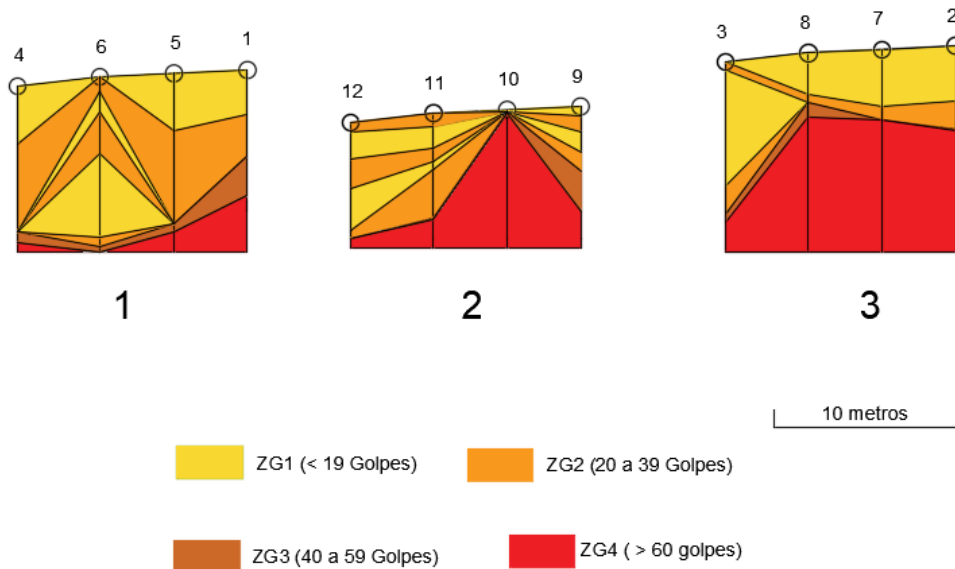 4 6 5 1
12 11 10 9
3 8 7 2
1 2 3
10 metros
ZG1 (< 19 Golpes) ZG2 (20 a 39 Golpes)
ZG3 (40 a 59 Golpes) ZG4 ( > 60 golpes)